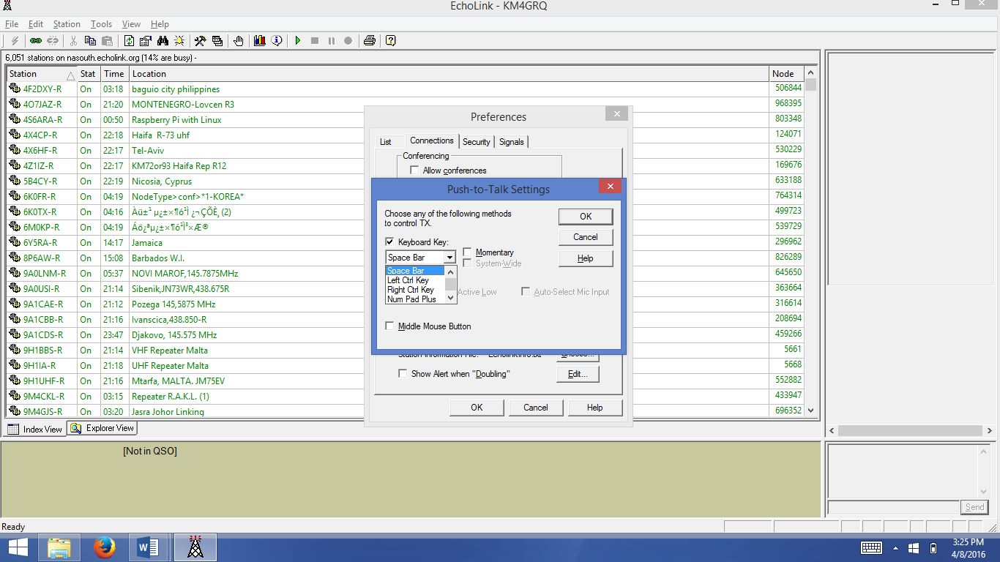 EchoLink - KM4GRQ
File Edit Station Tools View Help
6,051 stations on nasouth.echolink.org (14% are busy) -
Station Stat Time Location Node
4F2DXY-R On 03:18 baguio city philippines 506844
4O7JAZ-R On 21:20 MONTENEGRO-Lovcen R3 968395
4S6ARA-R On 00:50 Raspberry Pi with Linux 803348
4X4CP-R On 22:18 Haifa R-73 uhf 124071
4X6HF-R On 22:17 Tel-Aviv 530229
4Z1IZ-R On 22:17 KM72or93 Haifa Rep R12 169676
5B4CY-R On 22:19 Nicosia, Cyprus 633188
6K0FR-R On 04:19 NodeType>conf>*1-KOREA* 764314
6K0TX-R On 04:16 Àü±¹ µ¿±×¶ó¹Ì ¿¬ÇÕÈ¸ (2) 499723
6M0KP-R On 04:19 Áö¿ªµ¿±×¶ó¹Ì³×Æ® 539729
6Y5RA-R On 14:17 Jamaica 296962
8P6AW-R On 15:08 Barbados W.I. 826289
9A0LNM-R On 05:37 NOVI MAROF,145.7875MHz 645650
9A0USI-R On 21:14 Sibenik,JN73WR,438.675R 363664
9A1CAE-R On 21:12 Pozega 145,5875 MHz 316614
9A1CBB-R On 21:16 Ivanscica,438.850-R 208694
9A1CDS-R On 23:47 Djakovo, 145.575 MHz 459266
9H1BBS-R On 21:14 VHF Repeater Malta 5661
9H1IA-R On 21:18 UHF Repeater Malta 5668
9H1UHF-R On 21:16 Mtarfa, MALTA. JM75EV 552882
9M4CKL-R On 03:15 Repeater R.A.K.L. (1) 433947
9M4GJS-R On 03:20 Jasra Johor Linking 696352
Index View Explorer View
Preferences
List Connections Security Signals
Conferencing
Allow conferences
Push-to-Talk Settings
Choose any of the following methods
to control TX.
OK
Cancel
Help
Keyboard Key:
Space Bar
Momentary
System-Wide
Space Bar
Left Ctrl Key
Right Ctrl Key
Num Pad Plus
Active Low
Auto-Select Mic Input
Middle Mouse Button
Show Alert when "Doubling" Edit...
OK Cancel Help
[Not in QSO]
Send
Ready
3:25 PM
4/8/2016